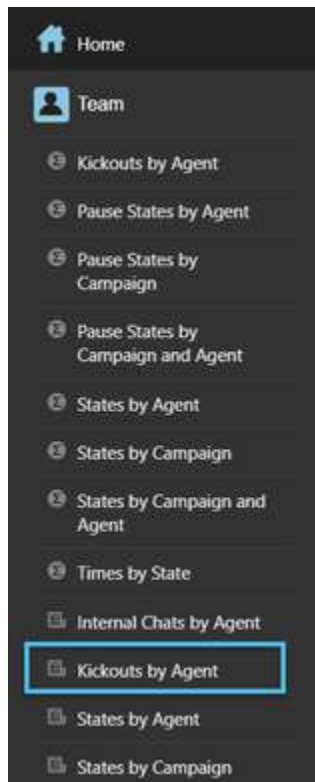 Home
Team
Kickouts by Agent
Pause States by Agent
Pause States by
Campaign
Pause States by
Campaign and Agent
States by Agent
States by Campaign
States by Campaign and
Agent
Times by State
Internal Chats by Agent
Kickouts by Agent
States by Agent
States by Campaign